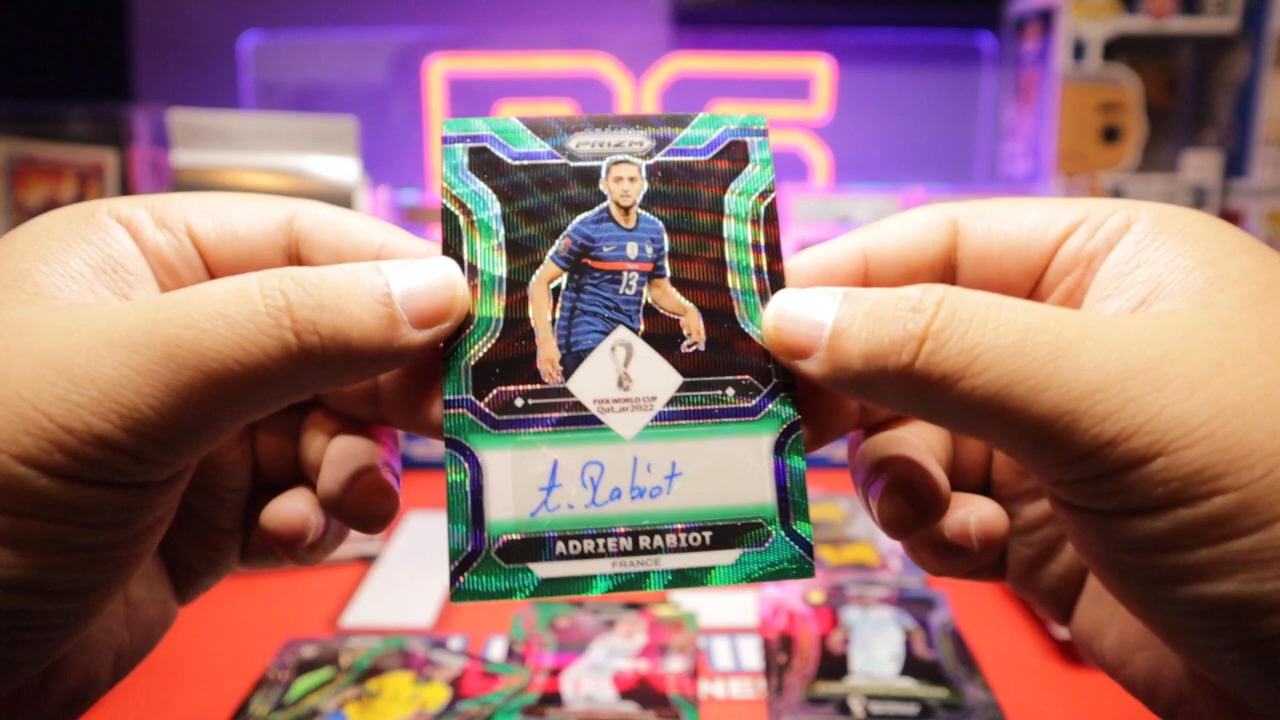 PRIZM
13
FIFA WORLD CUP
Qatar2022
A. Rabiot
ADRIEN RABIOT
FRANCE